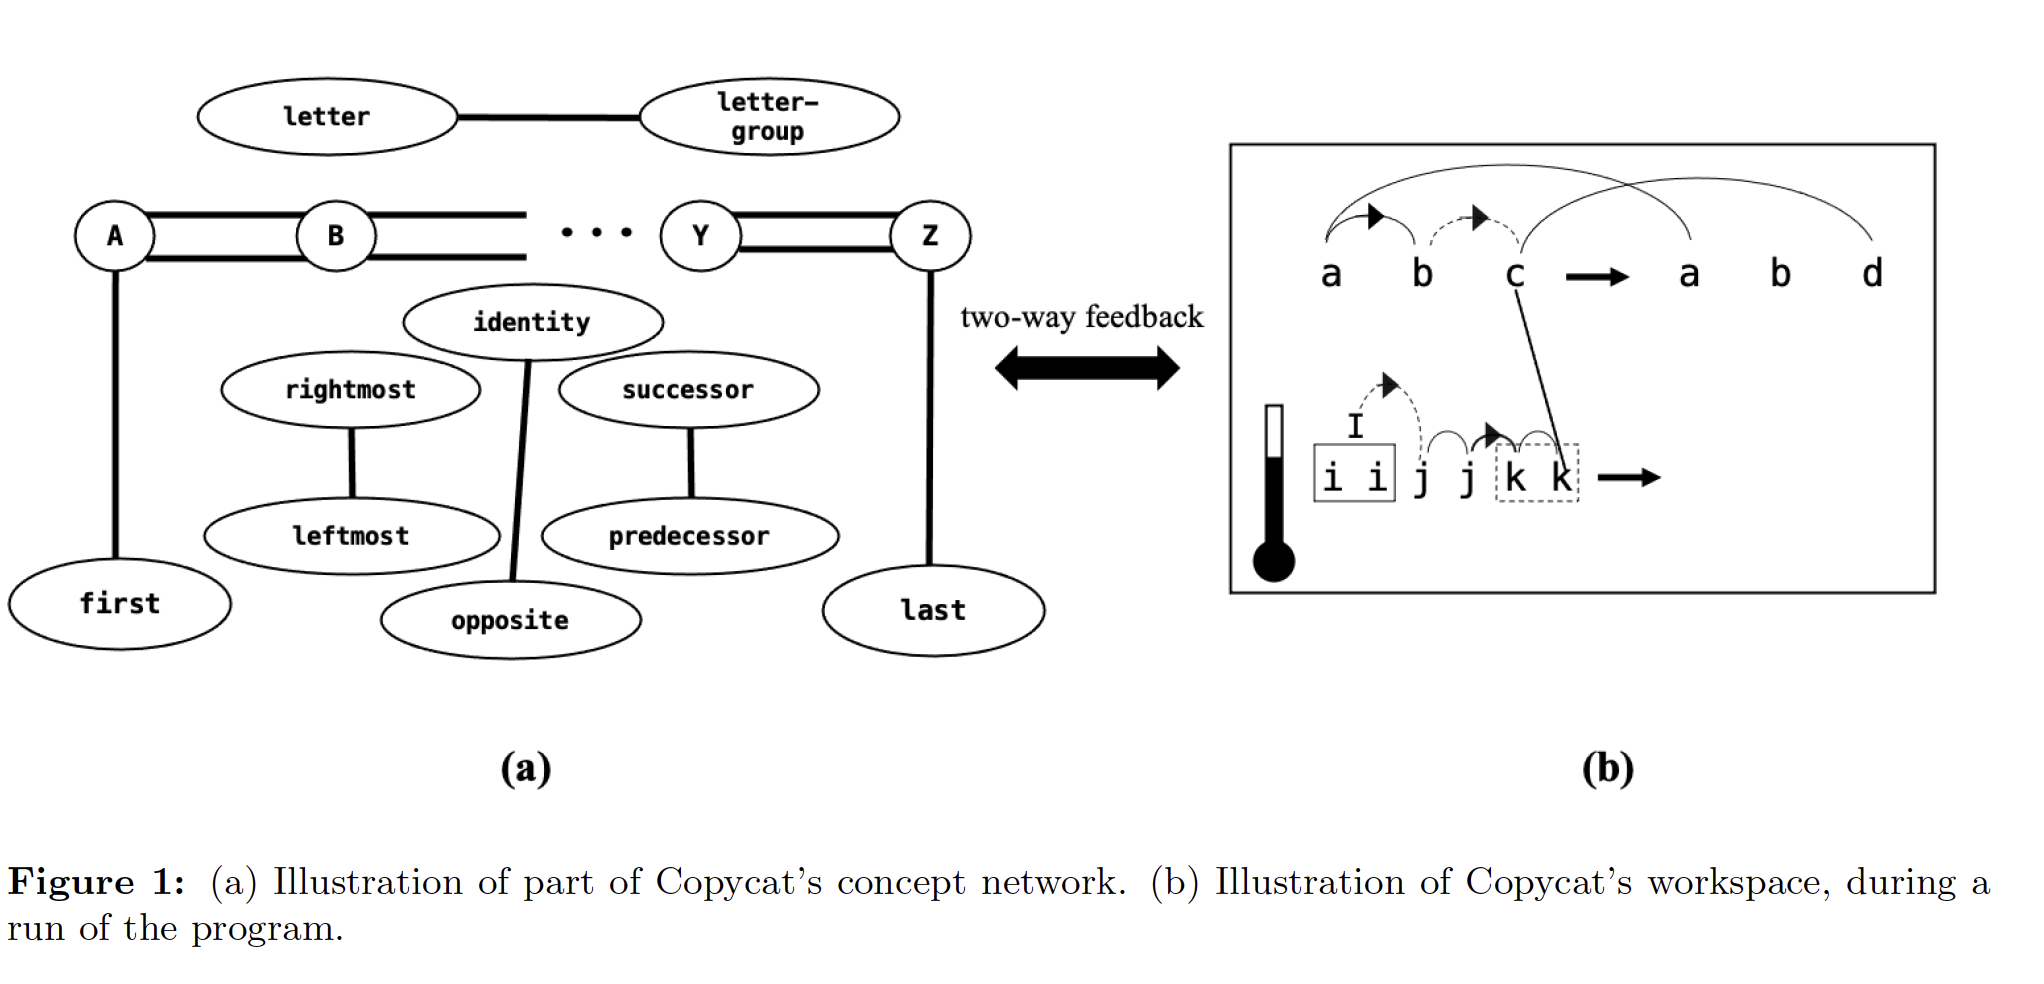 letter
letter-
group
A B ... Y Z
identity
rightmost
successor
leftmost
predecessor
first
opposite
last
two-way feedback
a b c → a b d
I
i i j j k k →
(a)
(b)
Figure 1: (a) Illustration of part of Copycat’s concept network. (b) Illustration of Copycat’s workspace, during a
run of the program.